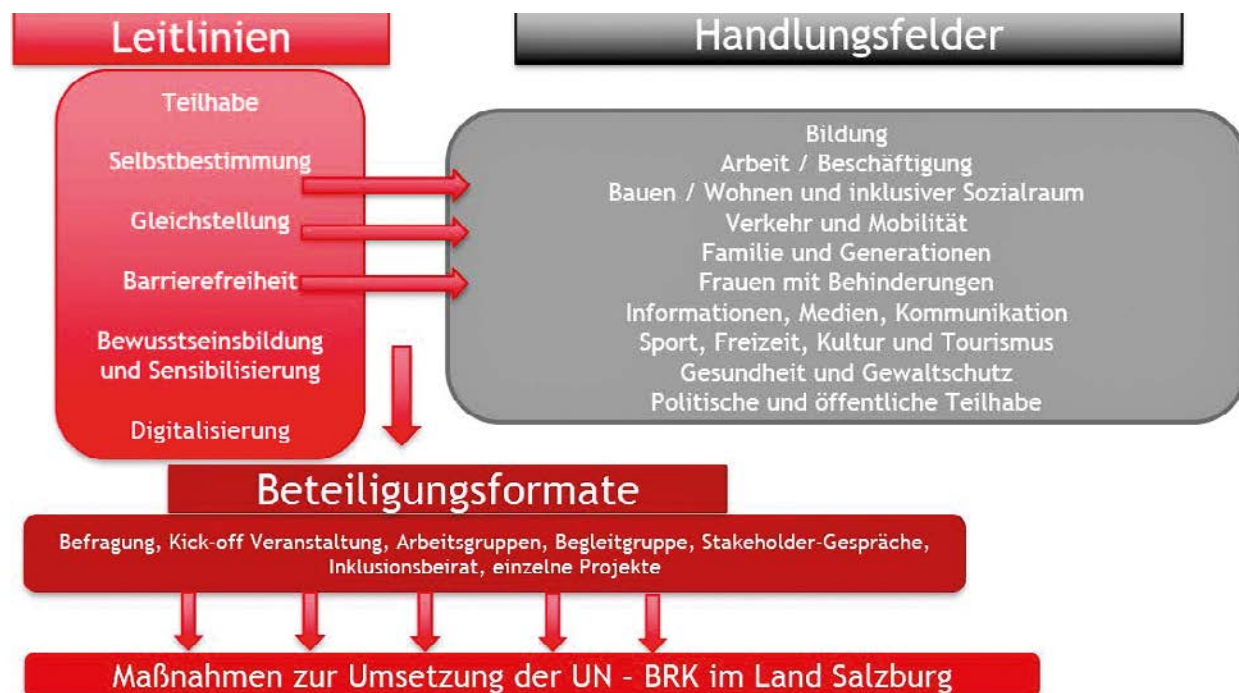 Leitlinien
Teilhabe
Selbstbestimmung
Gleichstellung
Barrierefreiheit
Bewusstseinsbildung
und Sensibilisierung
Digitalisierung
Handlungsfelder
Bildung
Arbeit / Beschäftigung
Bauen / Wohnen und inklusiver Sozialraum
Verkehr und Mobilität
Familie und Generationen
Frauen mit Behinderungen
Informationen, Medien, Kommunikation
Sport, Freizeit, Kultur und Tourismus
Gesundheit und Gewaltschutz
Politische und öffentliche Teilhabe
Beteiligungsformate
Befragung, Kick-off Veranstaltung, Arbeitsgruppen, Begleitgruppe, Stakeholder-Gespräche,
Inklusionsbeirat, einzelne Projekte
Maßnahmen zur Umsetzung der UN - BRK im Land Salzburg